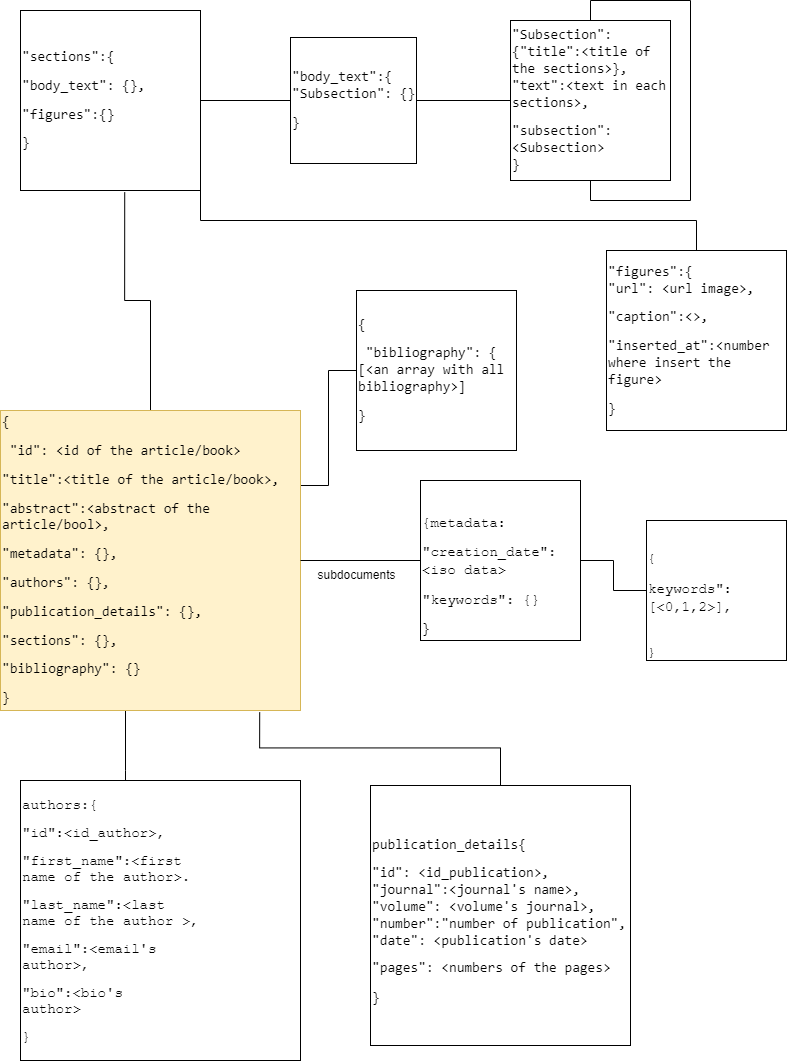 "sections":{
"body_text": {},
"figures":{}
}
"body_text":{
"Subsection": {}
}
"Subsection":
{"title":<title of
the sections>},
"text":<text in each
sections>,
"subsection":
<Subsection>
}
"figures":{
"url": <url image>,
"caption":<>,
"inserted_at":<number
where insert the
figure>
}
{
"bibliography": {
[<an array with all
bibliography>]
}
{
"id": <id of the article/book>
"title":<title of the article/book>,
"abstract":<abstract of the
article/bool>,
"metadata": {},
"authors": {},
"publication_details": {},
"sections": {},
"bibliography": {}
}
subdocuments
{metadata:
"creation_date":
<iso data>
"keywords": {}
}
{
keywords":
[<0,1,2>],
}
authors:{
"id":<id_author>,
"first_name":<first
name of the author>.
"last_name":<last
name of the author >,
"email":<email's
author>,
"bio":<bio's
author>
}
publication_details{
"id": <id_publication>,
"journal":<journal's name>,
"volume": <volume's journal>,
"number":"number of publication",
"date": <publication's date>
"pages": <numbers of the pages>
}